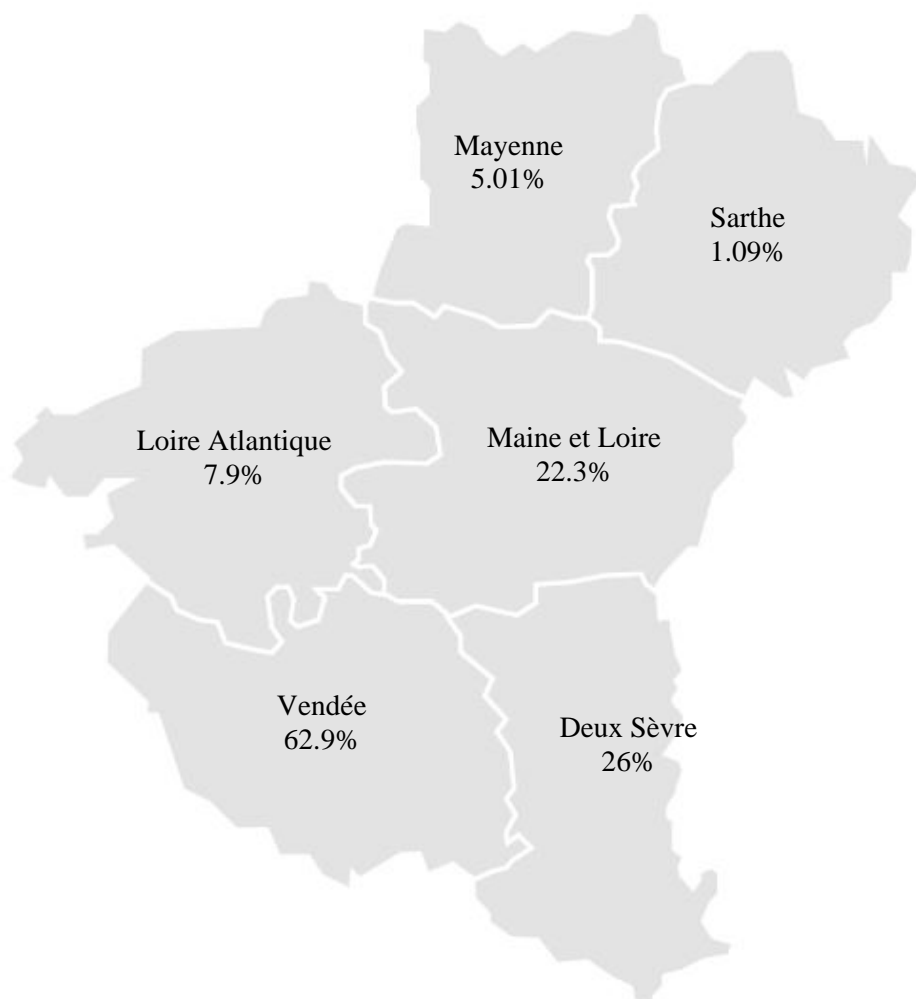 Mayenne
5.01%
Sarthe
1.09%
Loire Atlantique
7.9%
Maine et Loire
22.3%
Vendée
62.9%
Deux Sèvre
26%